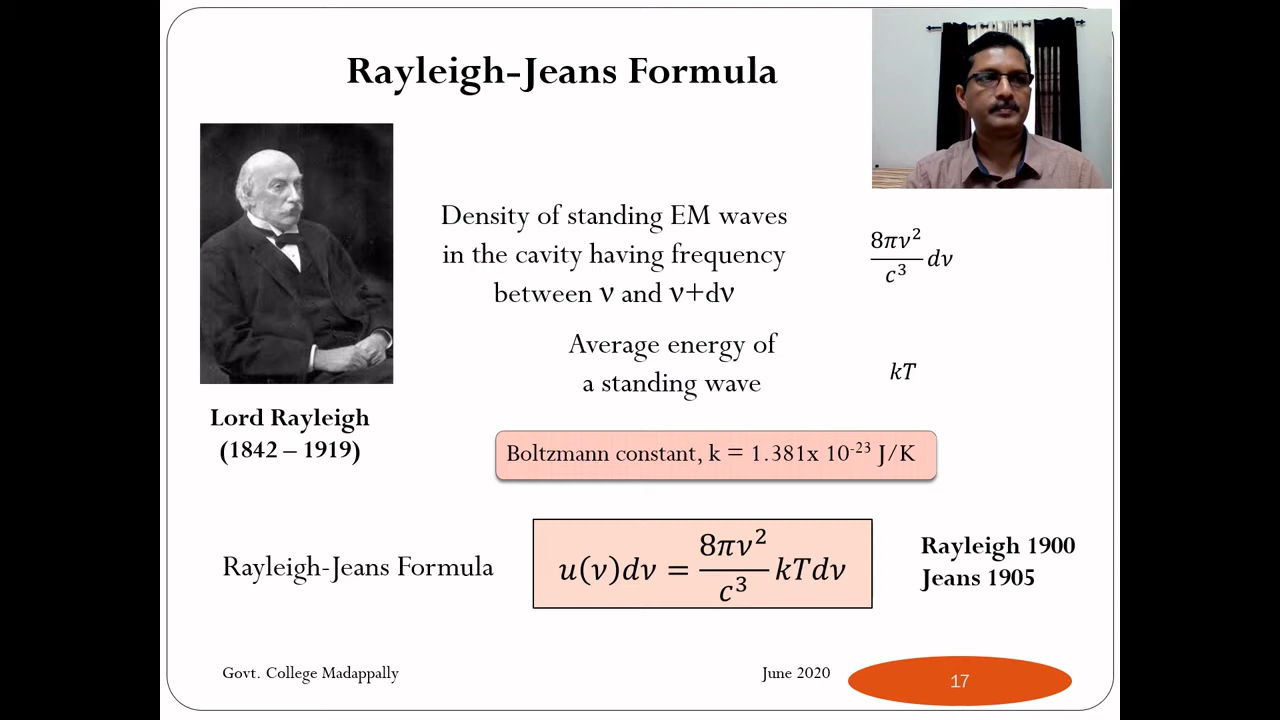 Rayleigh-Jeans Formula
Density of standing EM waves
in the cavity having frequency
between ν and ν+dν
8πν²/c³ dν
Average energy of
a standing wave
kT
Lord Rayleigh
(1842 – 1919)
Boltzmann constant, k = 1.381x 10⁻²³ J/K
Rayleigh-Jeans Formula
u(ν)dν = 8πν²/c³ kTdν
Rayleigh 1900
Jeans 1905
Govt. College Madappally
June 2020
17